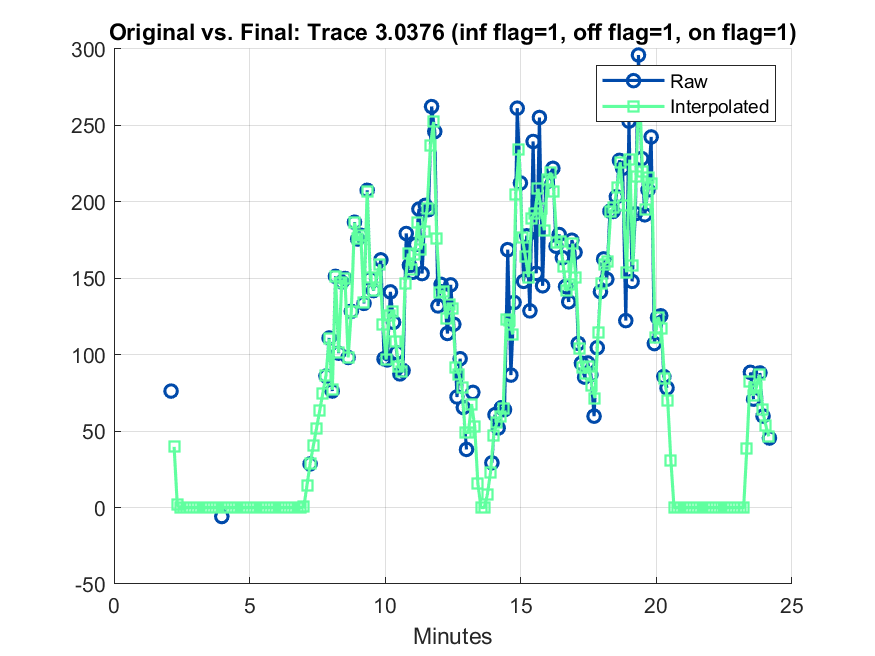 Original vs. Final: Trace 3.0376 (inf flag=1, off flag=1, on flag=1)
300
Raw
Interpolated
250
200
150
100
50
0
-50
0 5 10 15 20 25
Minutes